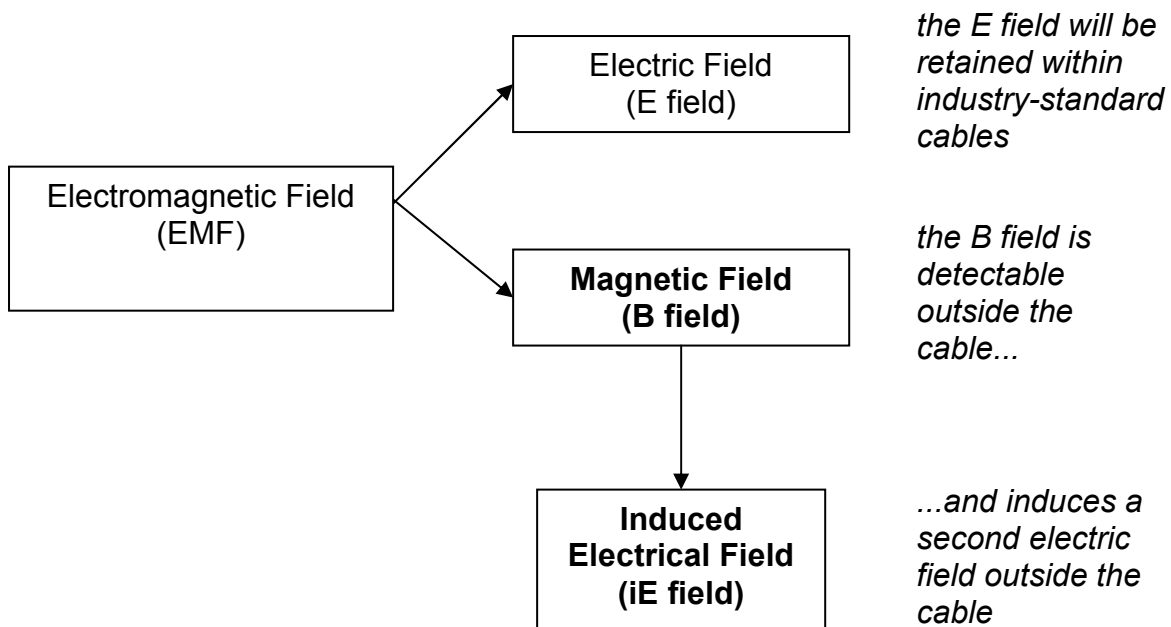 Electromagnetic Field
(EMF)
Electric Field
(E field)
the E field will be
retained within
industry-standard
cables
Magnetic Field
(B field)
the B field is
detectable
outside the
cable...
Induced
Electrical Field
(iE field)
...and induces a
second electric
field outside the
cable